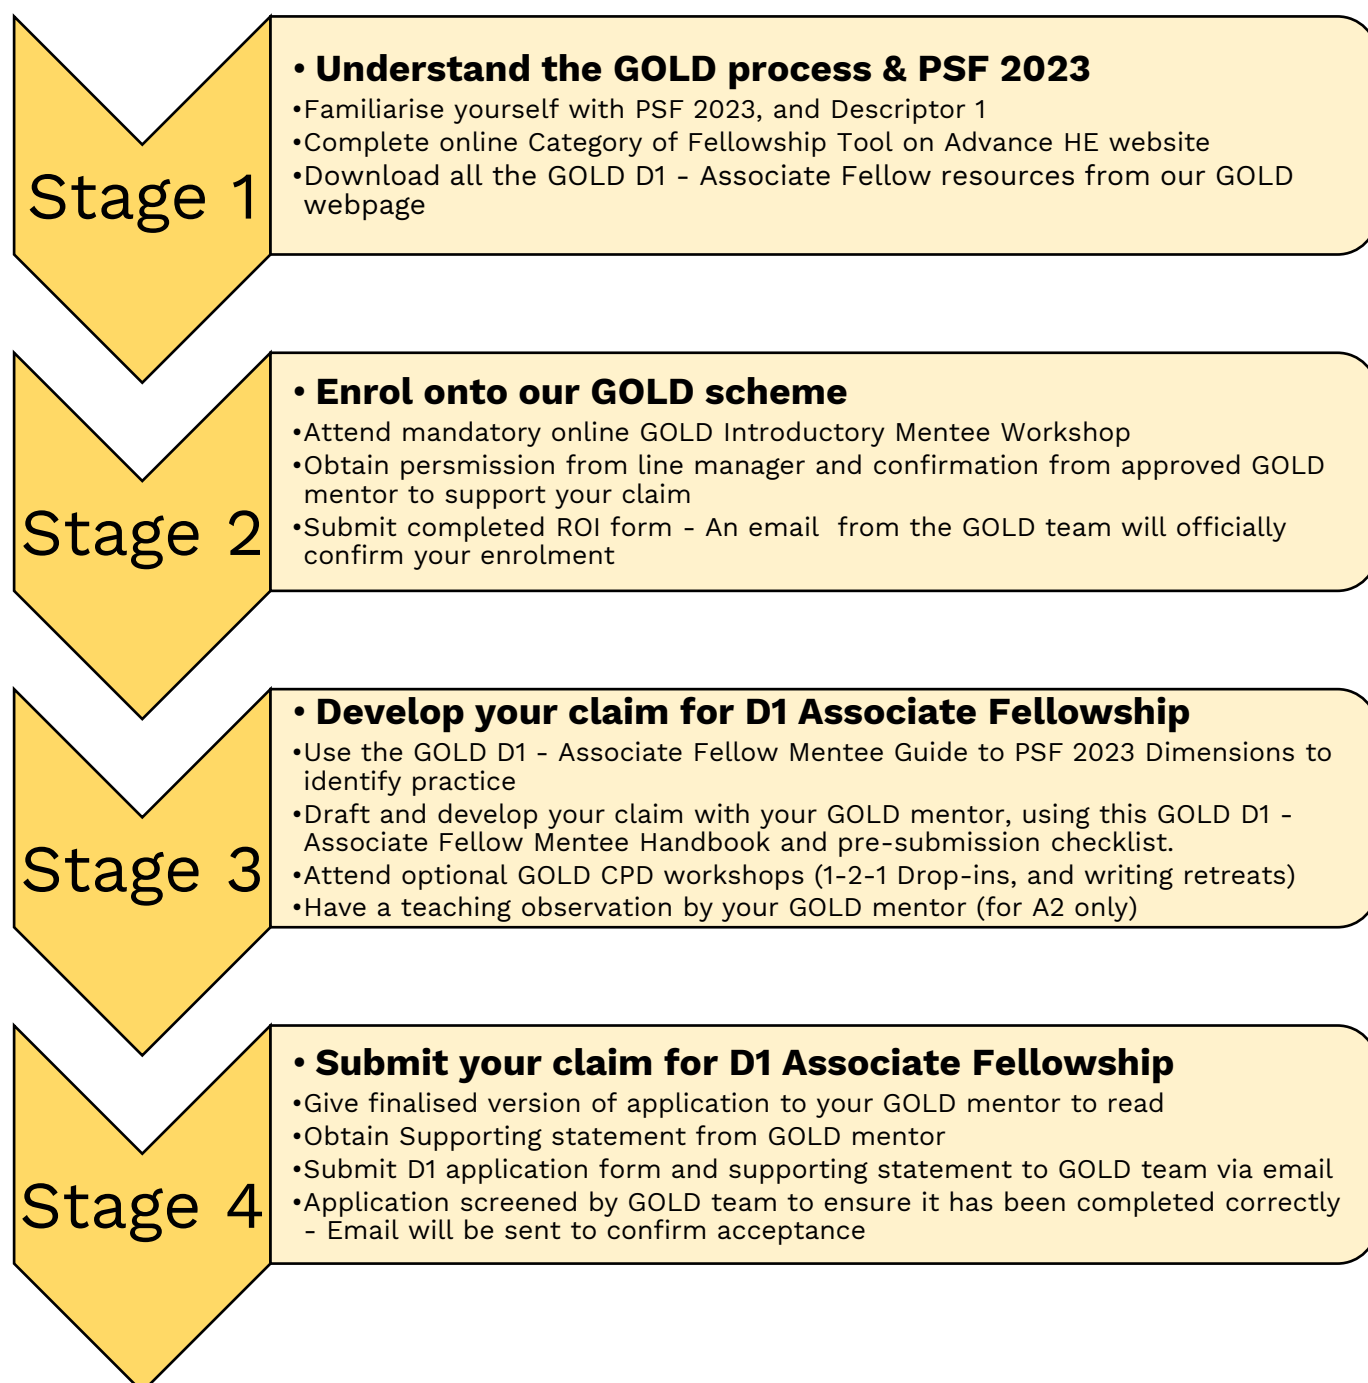 Stage 1
• Understand the GOLD process & PSF 2023
•Familiarise yourself with PSF 2023, and Descriptor 1
•Complete online Category of Fellowship Tool on Advance HE website
•Download all the GOLD D1 - Associate Fellow resources from our GOLD
webpage
Stage 2
• Enrol onto our GOLD scheme
•Attend mandatory online GOLD Introductory Mentee Workshop
•Obtain persmission from line manager and confirmation from approved GOLD
mentor to support your claim
•Submit completed ROI form - An email  from the GOLD team will officially
confirm your enrolment
Stage 3
• Develop your claim for D1 Associate Fellowship
•Use the GOLD D1 - Associate Fellow Mentee Guide to PSF 2023 Dimensions to
identify practice
•Draft and develop your claim with your GOLD mentor, using this GOLD D1 -
Associate Fellow Mentee Handbook and pre-submission checklist.
•Attend optional GOLD CPD workshops (1-2-1 Drop-ins, and writing retreats)
•Have a teaching observation by your GOLD mentor (for A2 only)
Stage 4
• Submit your claim for D1 Associate Fellowship
•Give finalised version of application to your GOLD mentor to read
•Obtain Supporting statement from GOLD mentor
•Submit D1 application form and supporting statement to GOLD team via email
•Application screened by GOLD team to ensure it has been completed correctly
- Email will be sent to confirm acceptance